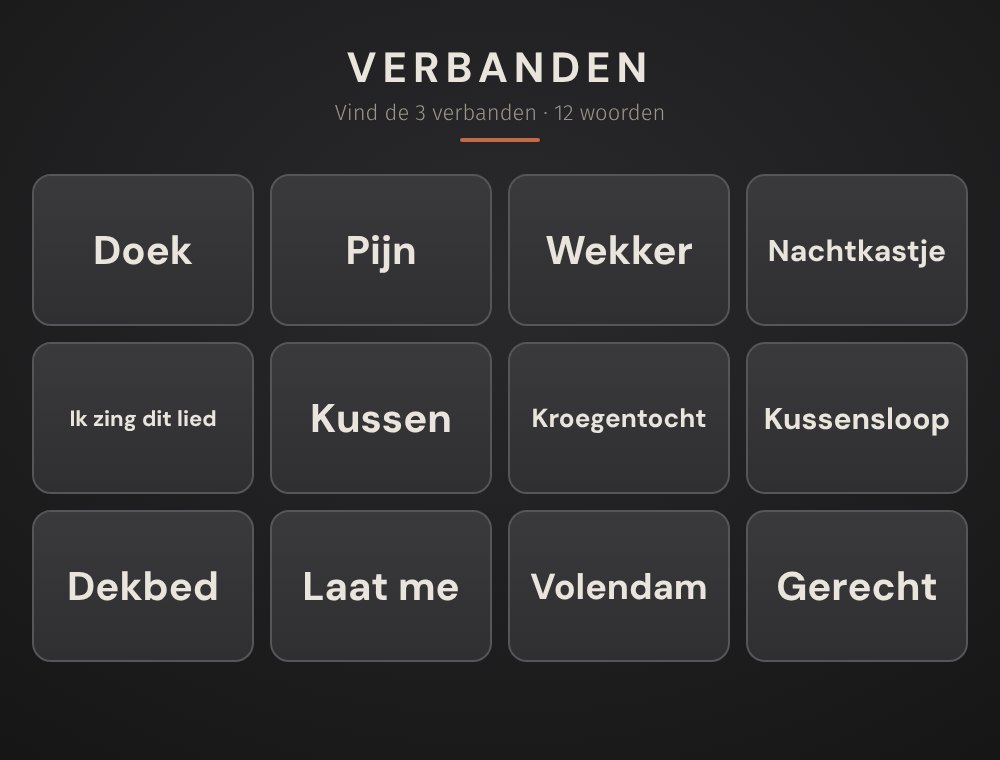 VERBANDEN
Vind de 3 verbanden · 12 woorden
Doek
Pijn
Wekker
Nachtkastje
Ik zing dit lied
Kussen
Kroegentocht
Kussensloop
Dekbed
Laat me
Volendam
Gerecht